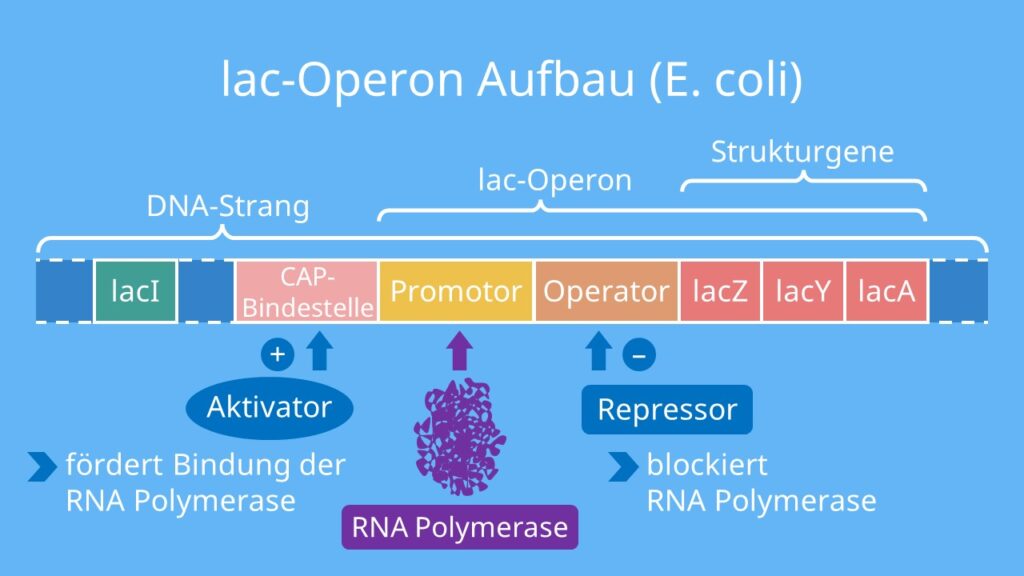 lac-Operon Aufbau (E. coli)
Strukturgene
lac-Operon
DNA-Strang
lacI
CAP-
Bindestelle
Promotor
Operator
lacZ
lacY
lacA
+
–
Aktivator
Repressor
fördert Bindung der
RNA Polymerase
blockiert
RNA Polymerase
RNA Polymerase